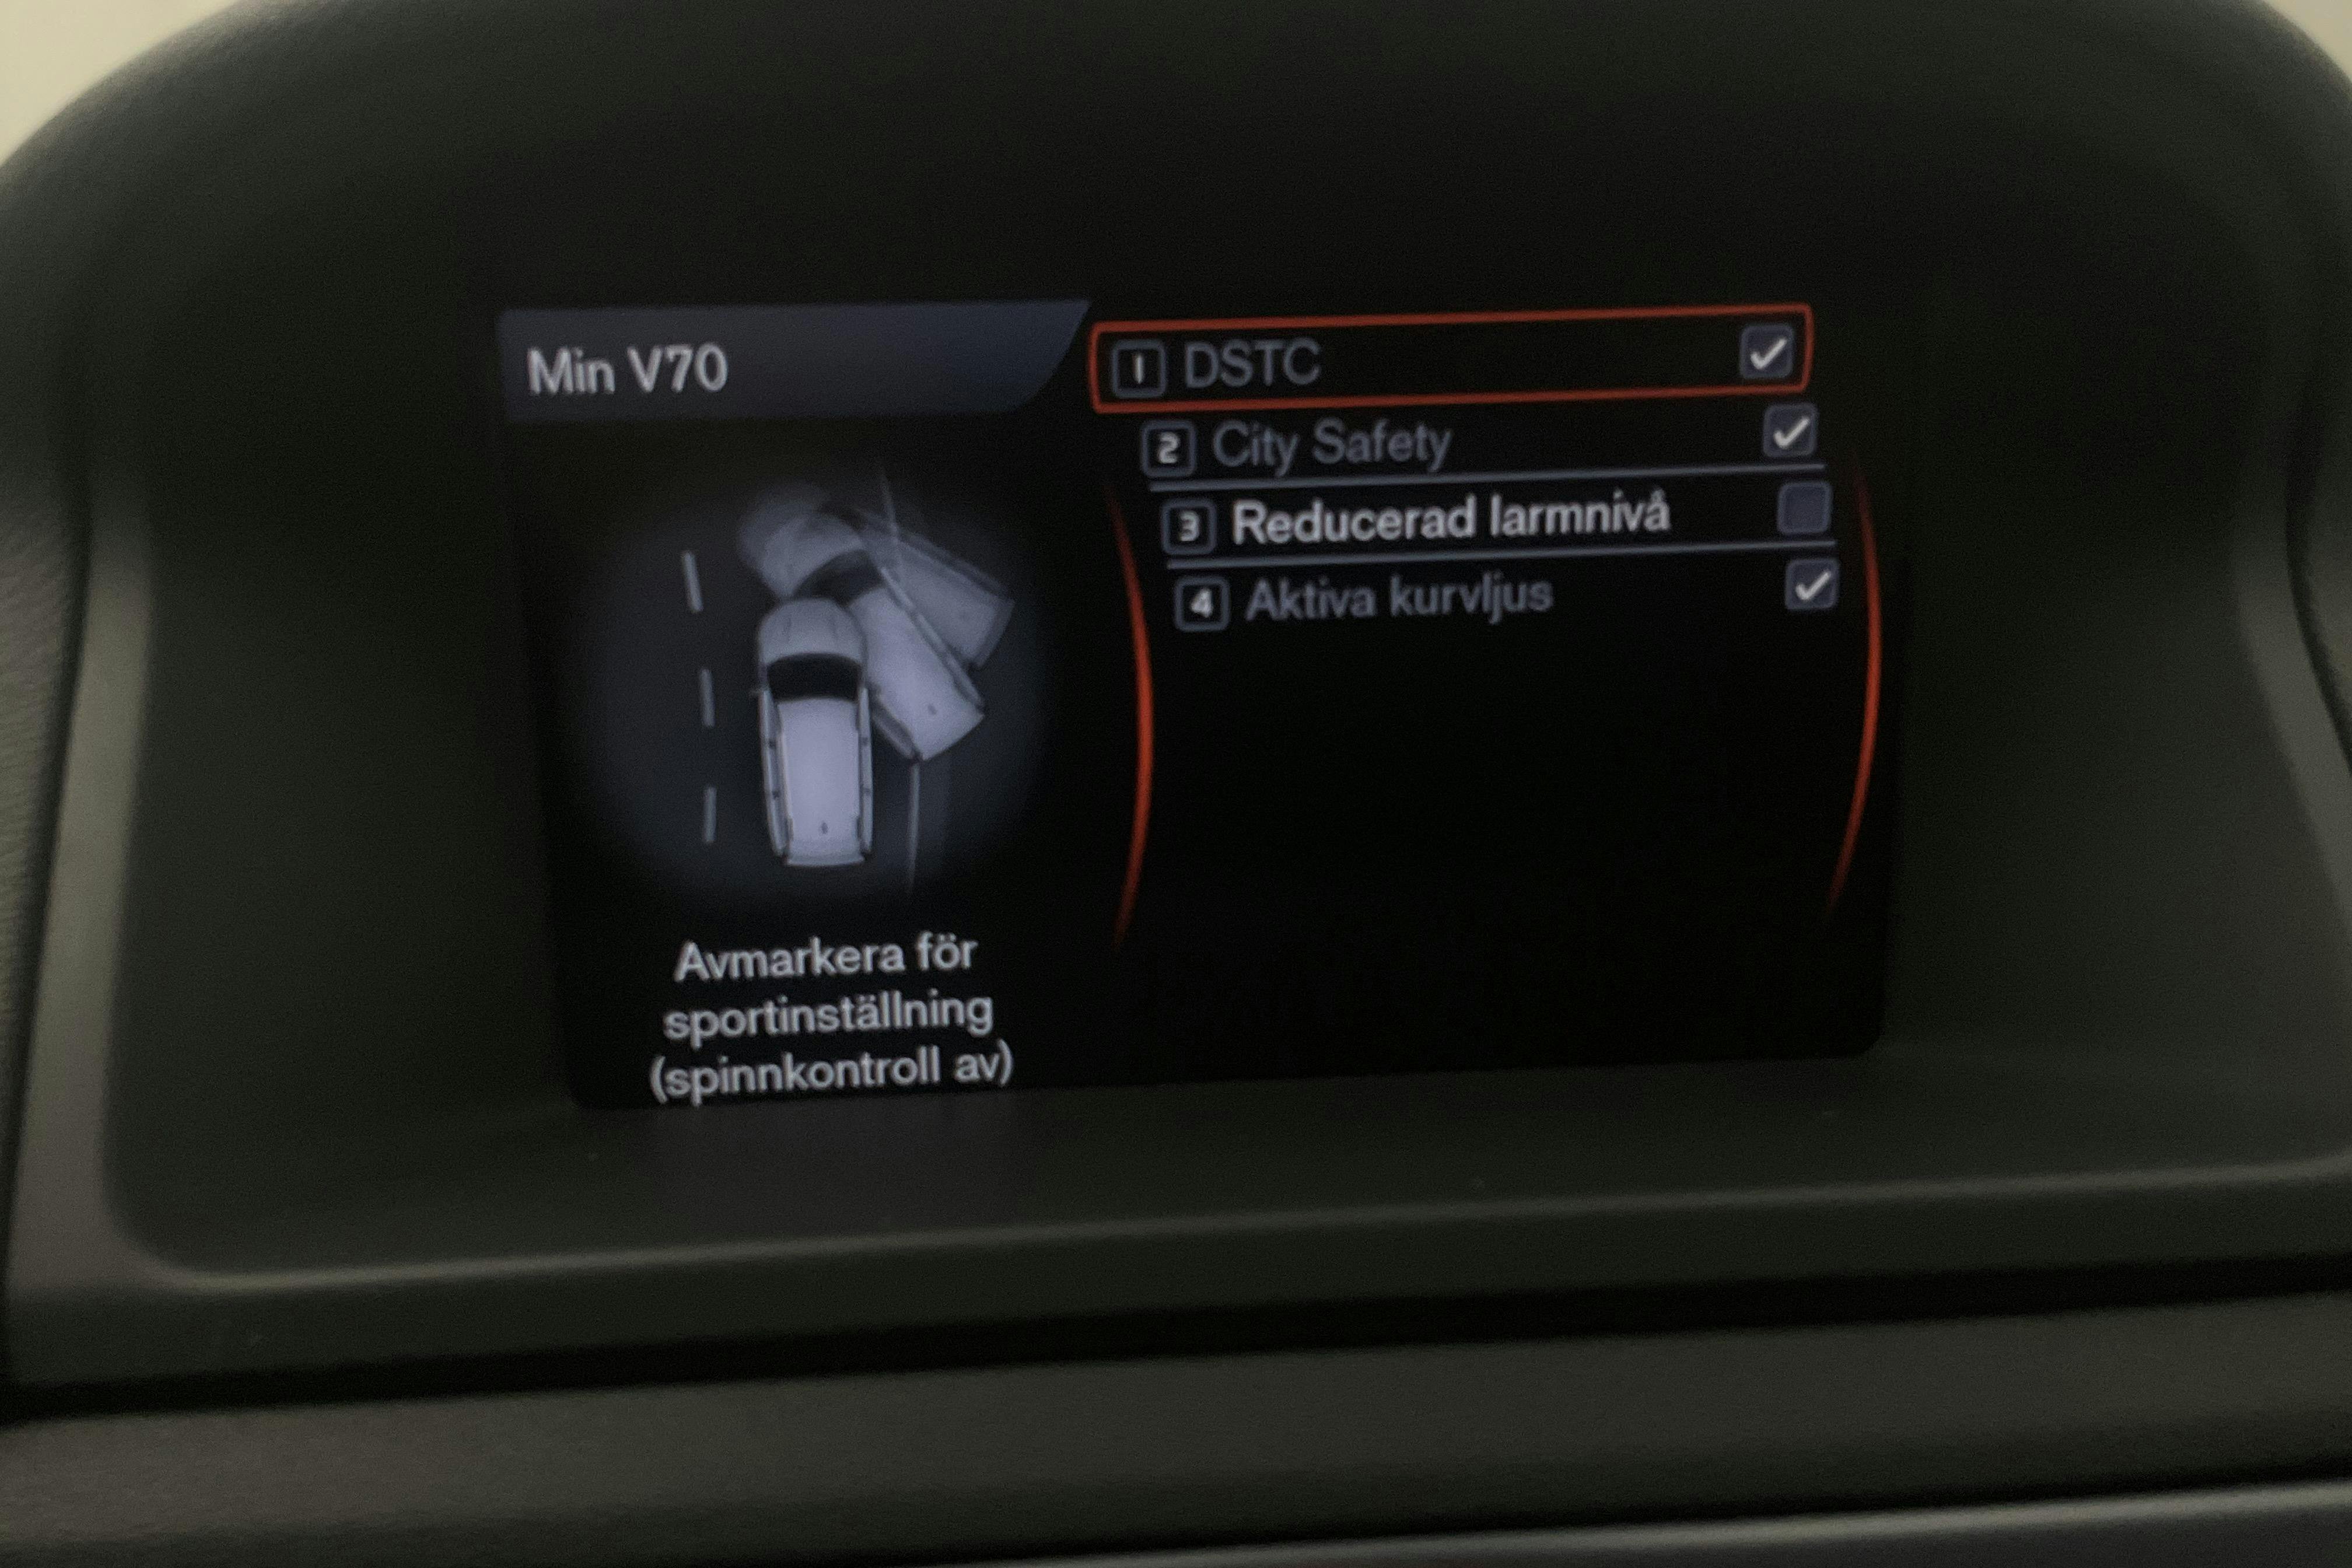 Min V70
1 DSTC
2 City Safety
3 Reducerad larmnivå
4 Aktiva kurvljus
Avmarkera för
sportinställning
(spinnkontroll av)